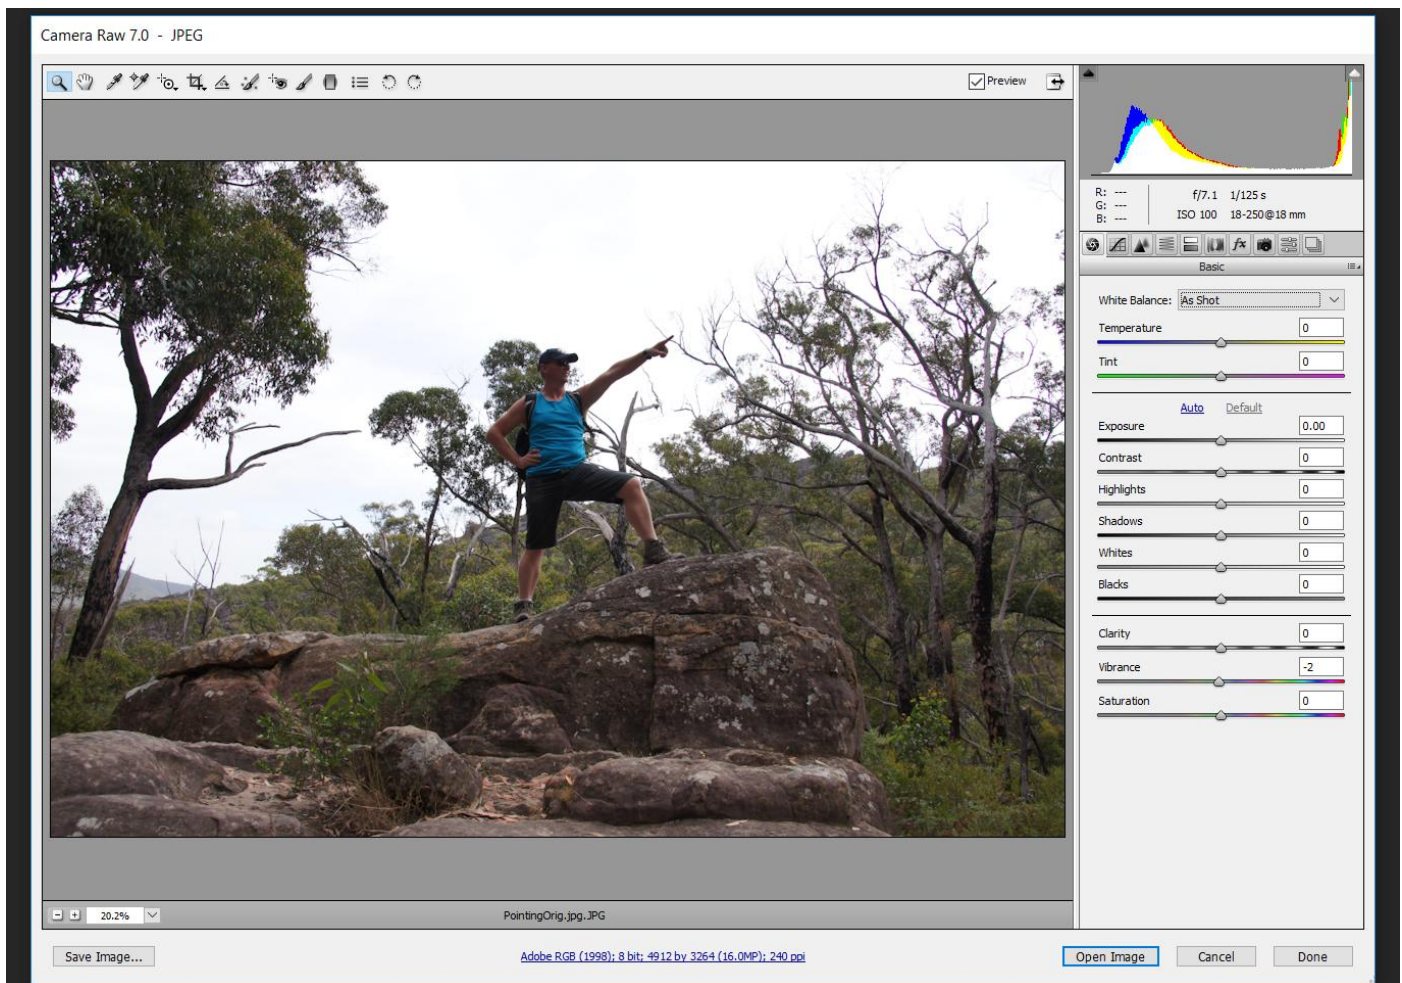 Camera Raw 7.0 - JPEG
Preview
R: ---
G: ---
B: ---
f/7.1 1/125 s
ISO 100 18-250@18 mm
fx
Basic
White Balance: As Shot
Temperature 0
Tint 0
Auto Default
Exposure 0.00
Contrast 0
Highlights 0
Shadows 0
Whites 0
Blacks 0
Clarity 0
Vibrance -2
Saturation 0
20.2%
PointingOrig.jpg.JPG
Save Image...
Adobe RGB (1998); 8 bit; 4912 by 3264 (16.0MP); 240 ppi
Open Image
Cancel
Done